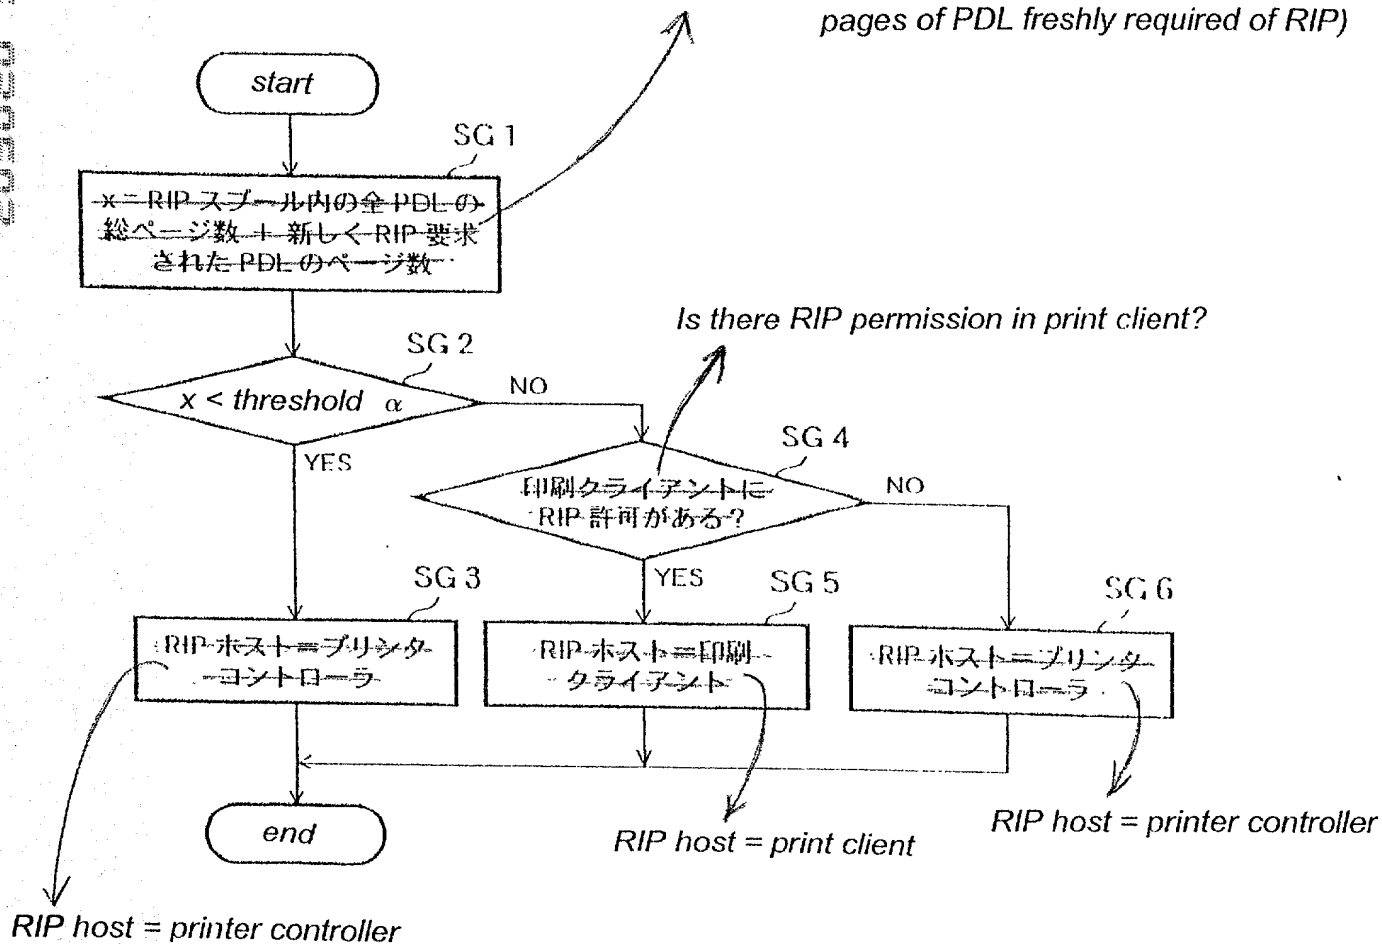 pages of PDL freshly required of RIP)
start
SG 1
x = RIP スプール内の全 PDL の
総ページ数 + 新しく RIP 要求
された PDL のページ数
Is there RIP permission in print client?
SG 2
x < threshold α
NO
YES
SG 4
印刷クライアントに
RIP 許可がある?
NO
YES
SG 3
RIP ホスト=プリンタ
コントローラ
SG 5
RIP ホスト=印刷
クライアント
SG 6
RIP ホスト=プリンタ
コントローラ
end
RIP host = print client
RIP host = printer controller
RIP host = printer controller